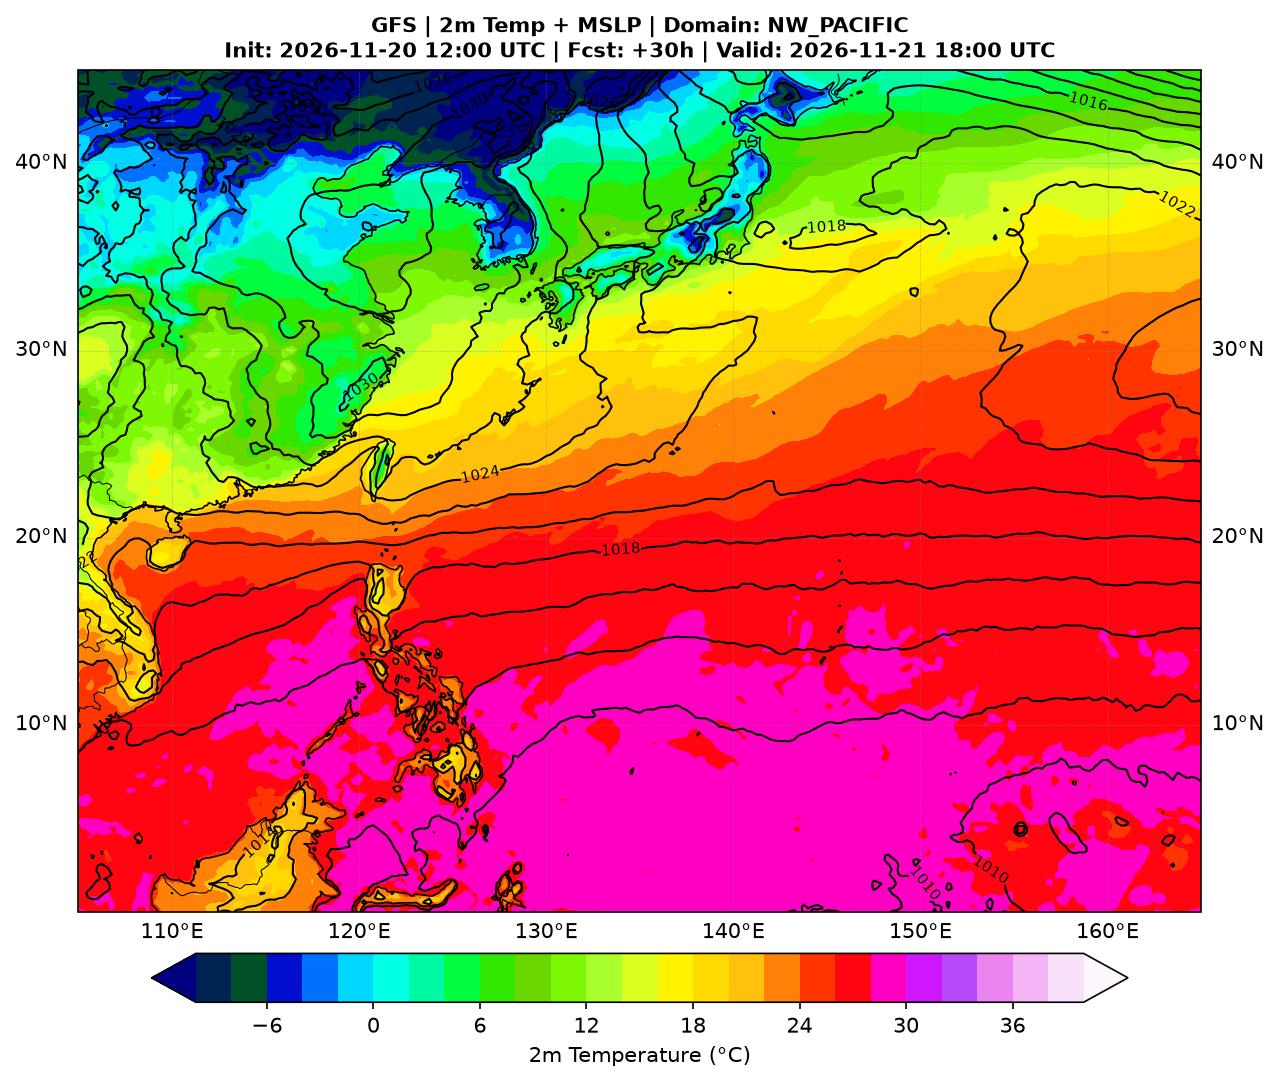 GFS | 2m Temp + MSLP | Domain: NW_PACIFIC
Init: 2026-11-20 12:00 UTC | Fcst: +30h | Valid: 2026-11-21 18:00 UTC
1030
1016
40°N
40°N
1022
1018
30°N
30°N
1030
1024
20°N
20°N
1018
10°N
10°N
1010
1010
110°E
120°E
130°E
140°E
150°E
160°E
−6
0
6
12
18
24
30
36
2m Temperature (°C)